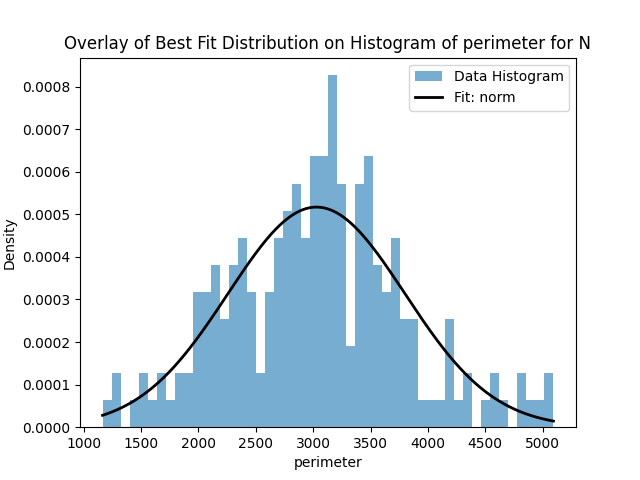 Overlay of Best Fit Distribution on Histogram of perimeter for N
Data Histogram
Fit: norm
Density
0.0008
0.0007
0.0006
0.0005
0.0004
0.0003
0.0002
0.0001
0.0000
1000 1500 2000 2500 3000 3500 4000 4500 5000
perimeter